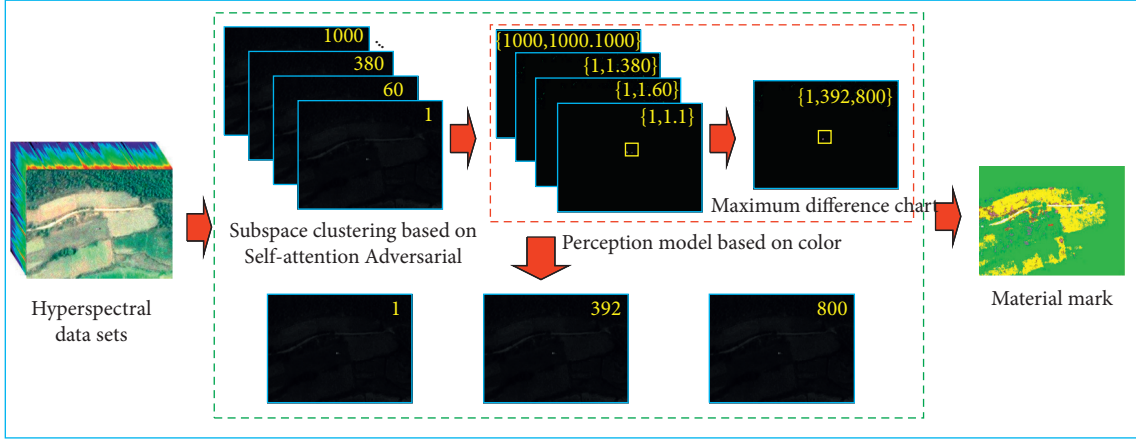 1000
380
60
1
{1000,1000.1000}
{1,1.380}
{1,1.60}
{1,1.1}
{1,392,800}
Maximum difference chart
Subspace clustering based on
Self-attention Adversarial
Perception model based on color
Hyperspectral
data sets
Material mark
1
392
800